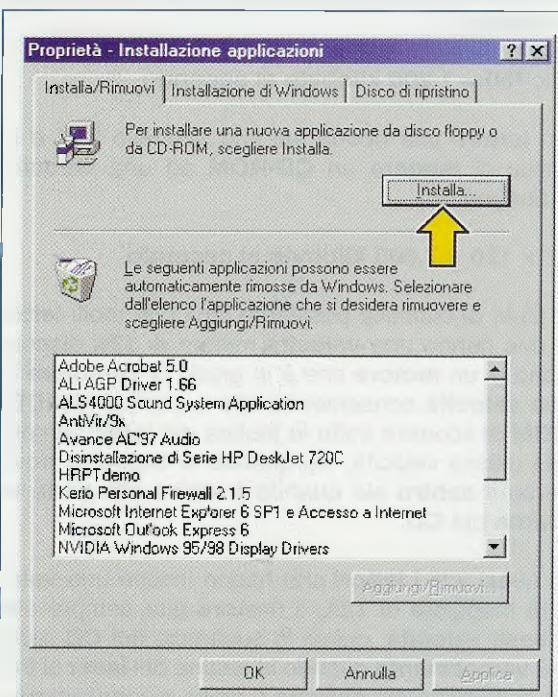 Proprietà - Installazione applicazioni
Installa/Rimuovi
Installazione di Windows
Disco di ripristino
Per installare una nuova applicazione da disco floppy o
da CD-ROM, scegliere Installa.
Installa...
Le seguenti applicazioni possono essere
automaticamente rimosse da Windows. Selezionare
dall'elenco l'applicazione che si desidera rimuovere e
scegliere Aggiungi/Rimuovi.
Adobe Acrobat 5.0
ALi AGP Driver 1.66
ALS4000 Sound System Application
AntiVir/9x
Avance AC'97 Audio
Disinstallazione di Serie HP DeskJet 720C
HRPT demo
Kerio Personal Firewall 2.1.5
Microsoft Internet Explorer 6 SP1 e Accesso a Internet
Microsoft Outlook Express 6
NVIDIA Windows 95/98 Display Drivers
Aggiungi/Rimuovi...
OK
Annulla
Applica